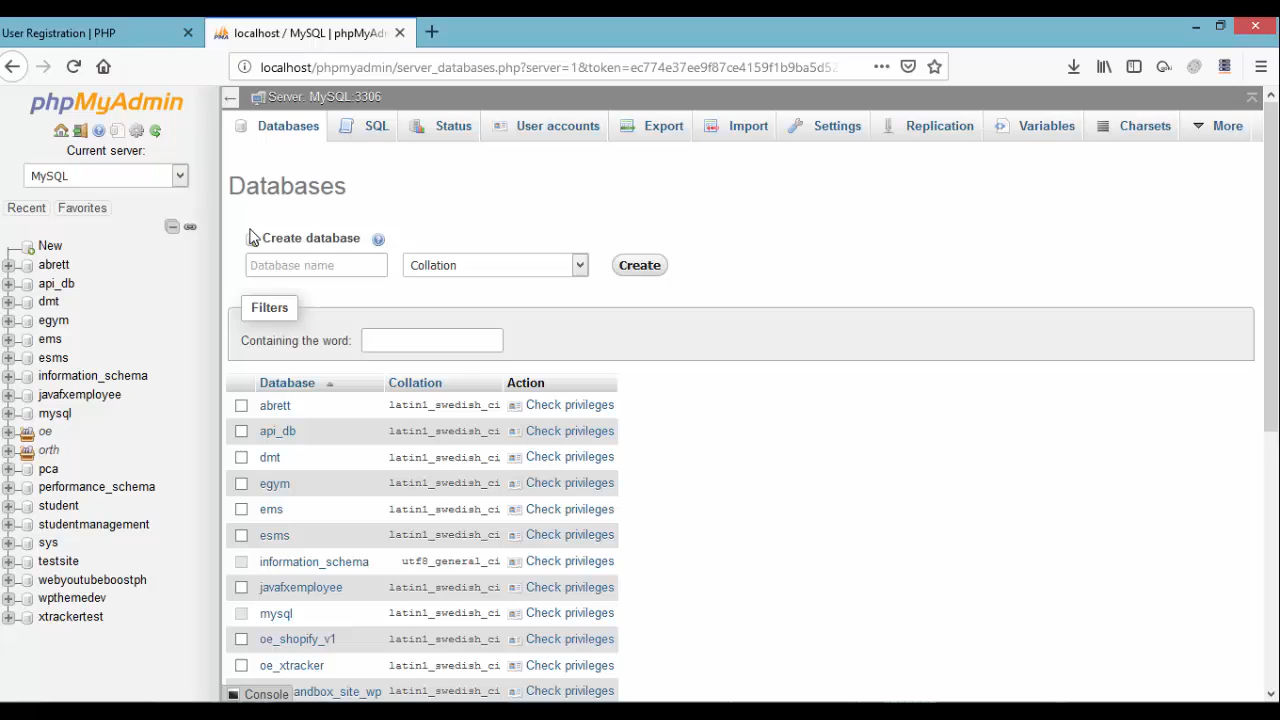 User Registration | PHP
localhost / MySQL | phpMyAdn
localhost/phpmyadmin/server_databases.php?server=1&token=ec774e37ee9f87ce4159f1b9ba5d52
phpMyAdmin
Current server:
MySQL
Recent Favorites
New
abrett
api_db
dmt
egym
ems
esms
information_schema
javafxemployee
mysql
oe
orth
pca
performance_schema
student
studentmanagement
sys
testsite
webyoutubeboostph
wpthemedev
xtrackertest
Server: MySQL:3306
Databases SQL Status User accounts Export Import Settings Replication Variables Charsets More
Databases
Create database
Database name Collation Create
Filters
Containing the word:
Database Collation Action
abrett latin1_swedish_ci Check privileges
api_db latin1_swedish_ci Check privileges
dmt latin1_swedish_ci Check privileges
egym latin1_swedish_ci Check privileges
ems latin1_swedish_ci Check privileges
esms latin1_swedish_ci Check privileges
information_schema utf8_general_ci Check privileges
javafxemployee latin1_swedish_ci Check privileges
mysql latin1_swedish_ci Check privileges
oe_shopify_v1 latin1_swedish_ci Check privileges
oe_xtracker latin1_swedish_ci Check privileges
andbox_site_wp latin1_swedish_ci Check privileges
Console